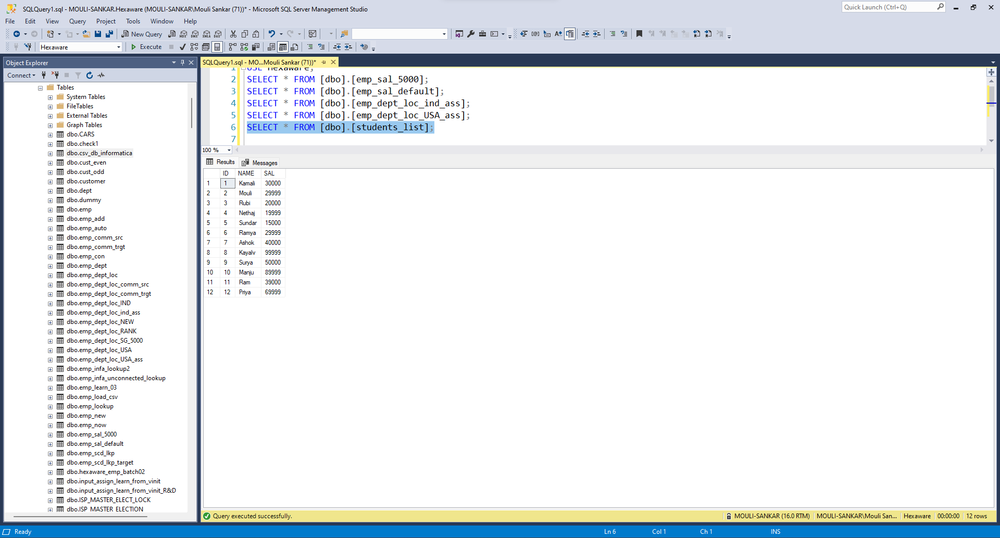 SQLQuery1.sql - MOULI-SANKAR.Hexaware (MOULI-SANKAR\Mouli Sankar (71))* - Microsoft SQL Server Management Studio
Quick Launch (Ctrl+Q)
File Edit View Query Project Tools Window Help
New Query
MDX DMX XMLA DAX
Hexaware
Execute
Object Explorer
Connect
Tables
System Tables
FileTables
External Tables
Graph Tables
dbo.CARS
dbo.check1
dbo.csv_db_informatica
dbo.cust_even
dbo.cust_odd
dbo.customer
dbo.dept
dbo.dummy
dbo.emp
dbo.emp_add
dbo.emp_auto
dbo.emp_comm_src
dbo.emp_comm_trgt
dbo.emp_con
dbo.emp_dept
dbo.emp_dept_loc
dbo.emp_dept_loc_comm_src
dbo.emp_dept_loc_comm_trgt
dbo.emp_dept_loc_IND
dbo.emp_dept_loc_ind_ass
dbo.emp_dept_loc_NEW
dbo.emp_dept_loc_RANK
dbo.emp_dept_loc_SG_5000
dbo.emp_dept_loc_USA
dbo.emp_dept_loc_USA_ass
dbo.emp_infa_lookup2
dbo.emp_infa_unconnected_lookup
dbo.emp_learn_03
dbo.emp_load_csv
dbo.emp_lookup
dbo.emp_new
dbo.emp_now
dbo.emp_sal_5000
dbo.emp_sal_default
dbo.emp_scd_lkp
dbo.emp_scd_lkp_target
dbo.hexaware_emp_batch02
dbo.input_assign_learn_from_vinit
dbo.input_assign_learn_from_vinit_R&D
dbo.ISP_MASTER_ELECT_LOCK
dbo.ISP_MASTER_ELECTION
SQLQuery1.sql - MO...Mouli Sankar (71))*
1 USE Hexaware;
2 SELECT * FROM [dbo].[emp_sal_5000];
3 SELECT * FROM [dbo].[emp_sal_default];
4 SELECT * FROM [dbo].[emp_dept_loc_ind_ass];
5 SELECT * FROM [dbo].[emp_dept_loc_USA_ass];
6 SELECT * FROM [dbo].[students_list];
7
100 %
Results Messages
ID NAME SAL
1 1 Kamali 30000
2 2 Mouli 29999
3 3 Rubi 20000
4 4 Nethaj 19999
5 5 Sundar 15000
6 6 Ramya 29999
7 7 Ashok 40000
8 8 Kayalv 99999
9 9 Surya 50000
10 10 Manju 89999
11 11 Ram 39000
12 12 Priya 69999
Query executed successfully.
MOULI-SANKAR (16.0 RTM) MOULI-SANKAR\Mouli San... Hexaware 00:00:00 12 rows
Ready
Ln 6 Col 1 Ch 1 INS